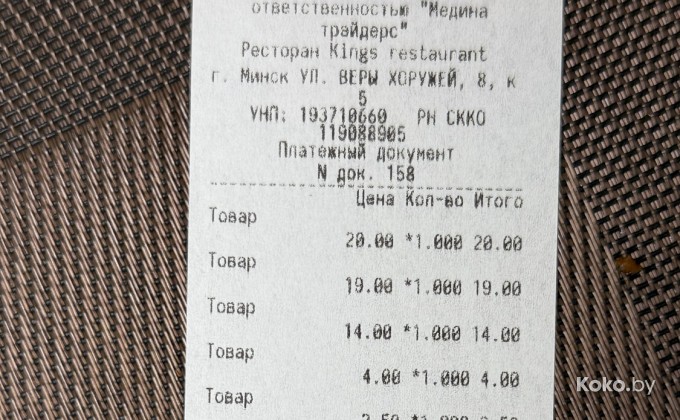 ответственностью "Медина
трэйдерс"
Ресторан Kings restaurant
г. Минск УЛ. ВЕРЫ ХОРУЖЕЙ, 8, к
5
УНП: 193710660 РН СККО
119088905
Платежный документ
N док. 158
Цена Кол-во Итого
Товар
20.00 *1.000 20.00
Товар
19.00 *1.000 19.00
Товар
14.00 *1.000 14.00
Товар
4.00 *1.000 4.00
Товар
Koko.by